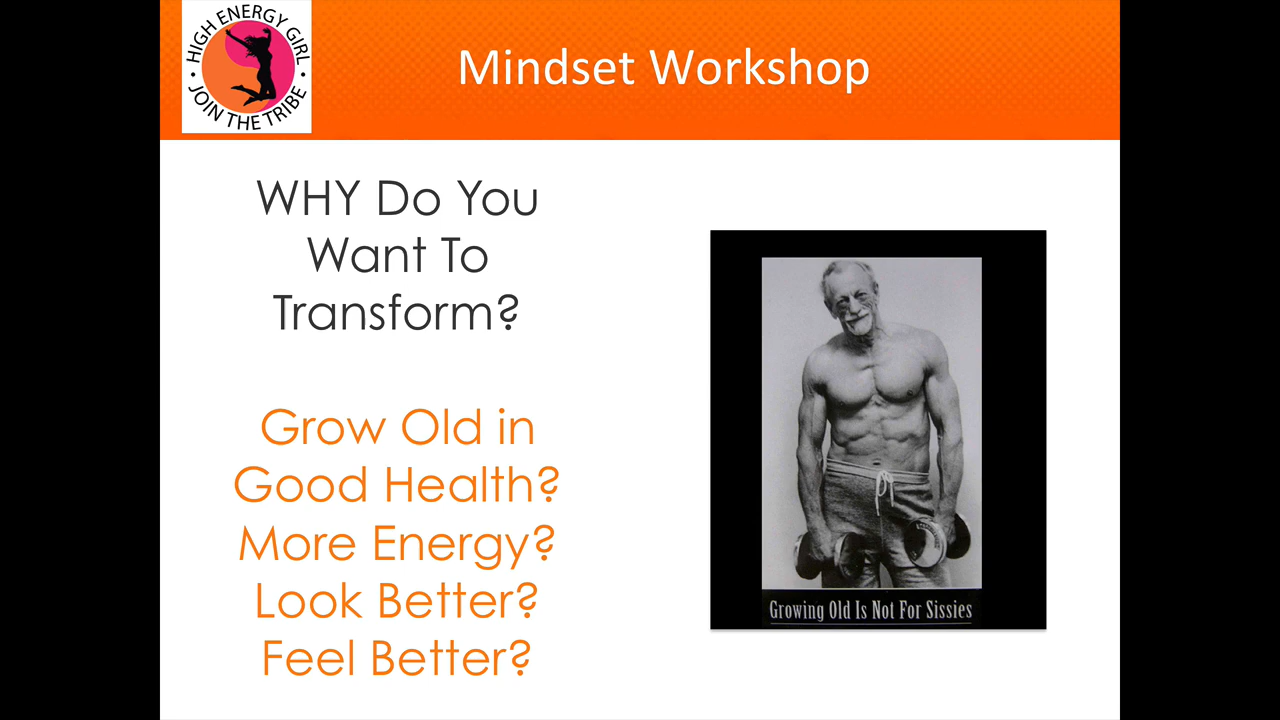 HIGH ENERGY GIRL
• JOIN THE TRIBE •
Mindset Workshop
WHY Do You
Want To
Transform?
Grow Old in
Good Health?
More Energy?
Look Better?
Feel Better?
Growing Old Is Not For Sissies